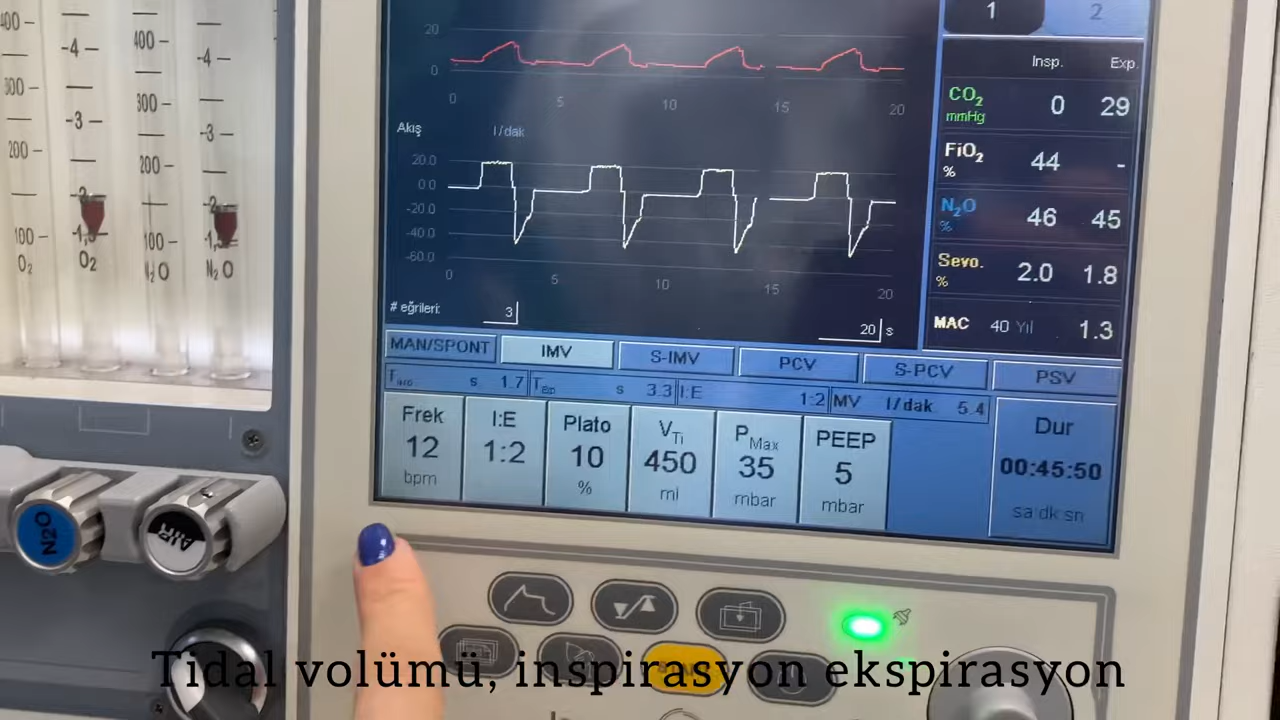 400
300
200
100
O₂
-4
-3
-2
-1,
O₂
400
300
200
100
N₂O
-4
-3
-2
-1,
N₂O
20
0
0 5 10 15 20
Akış l/dak
20.0
0.0
-20.0
-40.0
-60.0
0 5 10 15 20
# eğrileri: 3 20 s
1 2
Insp. Exp.
CO₂ mmHg 0 29
FiO₂ % 44 -
N₂O % 46 45
Sevo. % 2.0 1.8
MAC 40 Yıl 1.3
MAN/SPONT IMV S-IMV PCV S-PCV PSV
s 1.7 s 3.3 I:E 1:2 MV l/dak 5.4
Frek 12 bpm
I:E 1:2
Plato 10 %
VTi 450 ml
PMax 35 mbar
PEEP 5 mbar
Dur 00:45:50 sa:dk:sn
N2O
AIR
Tidal volümü, inspirasyon ekspirasyon